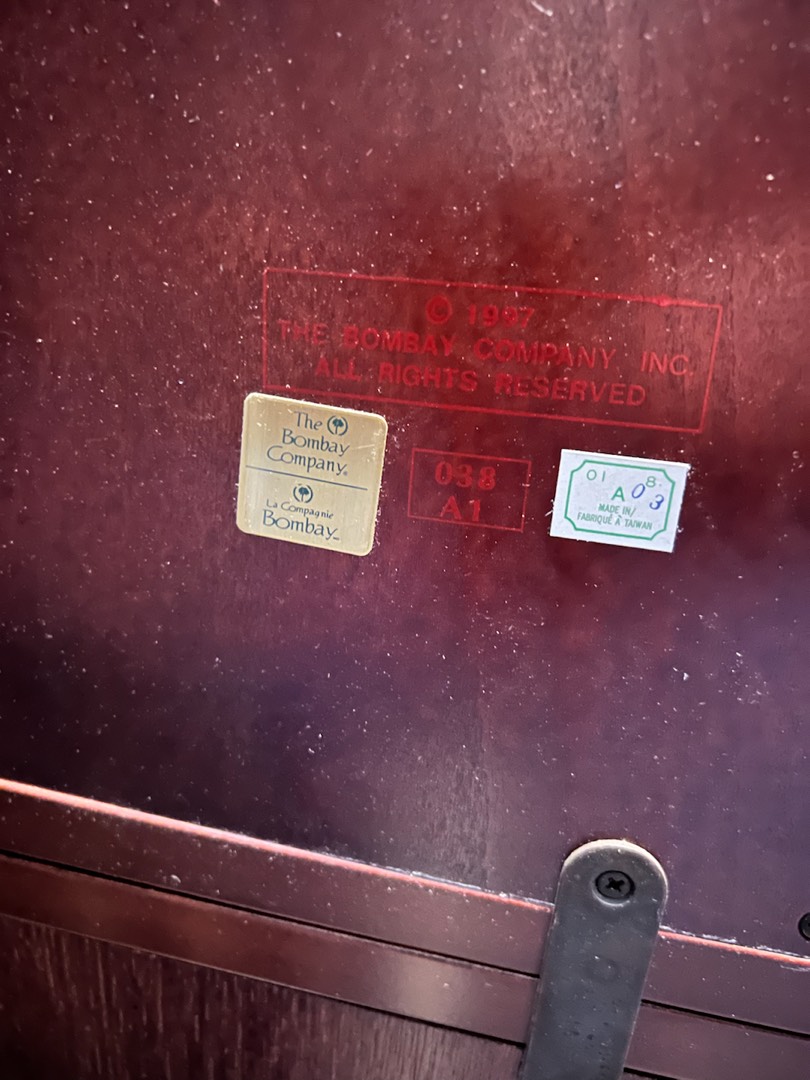 © 1997
THE BOMBAY COMPANY INC.
ALL RIGHTS RESERVED
The
Bombay
Company®
La Compagnie
Bombay
038
A1
01 8
A 03
MADE IN/
FABRIQUÉ À TAIWAN